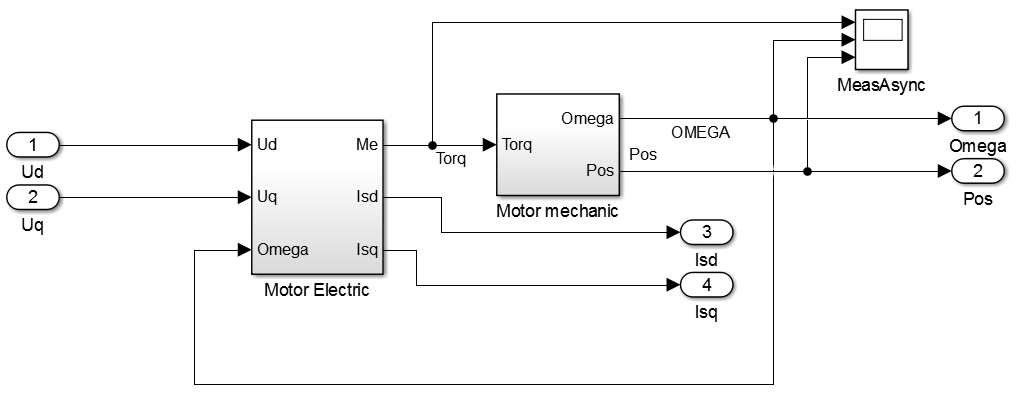 MeasAsync
Omega
OMEGA
1
Omega
1
Ud
Ud
Me
Torq
Torq
Pos
Pos
2
Pos
2
Uq
Uq
Isd
Motor mechanic
3
Isd
Omega
Isq
Motor Electric
4
Isq